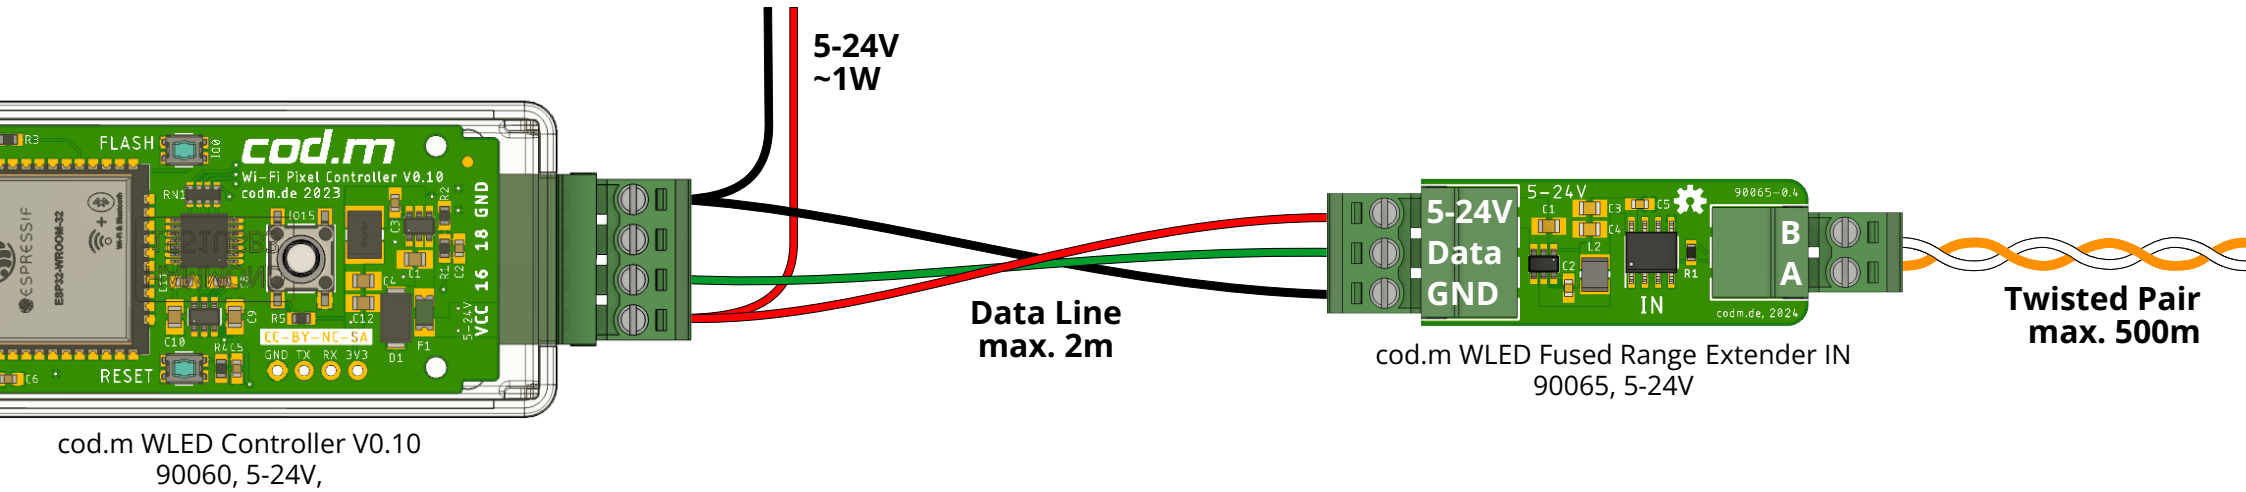 5-24V
~1W
R3
FLASH
IO0
cod.m
Wi-Fi Pixel Controller V0.10
codm.de 2023
RN1
IO15
R2
C3
GND
18
16
VCC
5-24V
C1
R1
C2
C4
C12
R5
C9
C10
R4
C5
D1
F1
CC-BY-NC-SA
GND TX RX 3V3
RESET
C6
ESPRESSIF
ESP32-WROOM-32
Wi-Fi & Bluetooth
cod.m WLED Controller V0.10
90060, 5-24V,
Data Line
max. 2m
5-24V
Data
GND
5-24V
C1
C3
C4
C5
L2
C2
R1
IN
90065-0.4
B
A
codm.de, 2024
cod.m WLED Fused Range Extender IN
90065, 5-24V
Twisted Pair
max. 500m